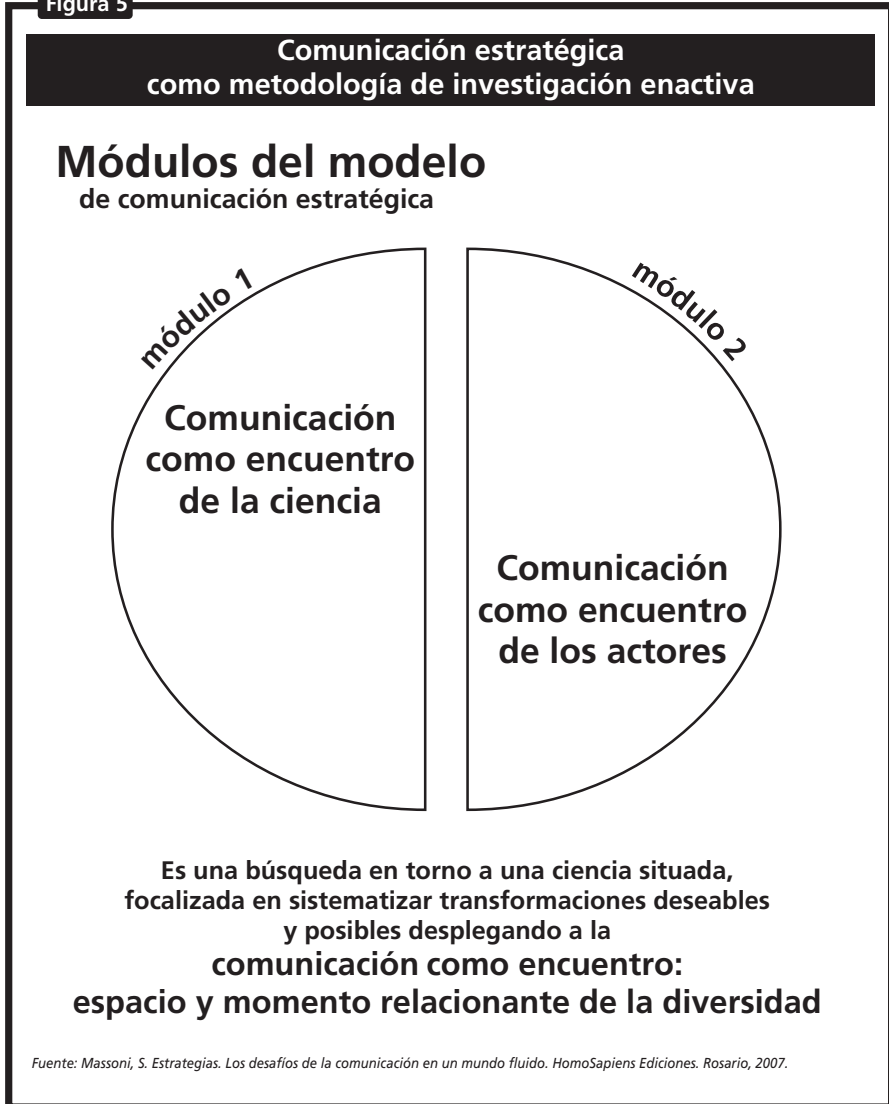 Figura 5
Comunicación estratégica
como metodología de investigación enactiva
Módulos del modelo
de comunicación estratégica
módulo 1
Comunicación
como encuentro
de la ciencia
módulo 2
Comunicación
como encuentro
de los actores
Es una búsqueda en torno a una ciencia situada,
focalizada en sistematizar transformaciones deseables
y posibles desplegando a la
comunicación como encuentro:
espacio y momento relacionante de la diversidad
Fuente: Massoni, S. Estrategias. Los desafíos de la comunicación en un mundo fluido. HomoSapiens Ediciones. Rosario, 2007.